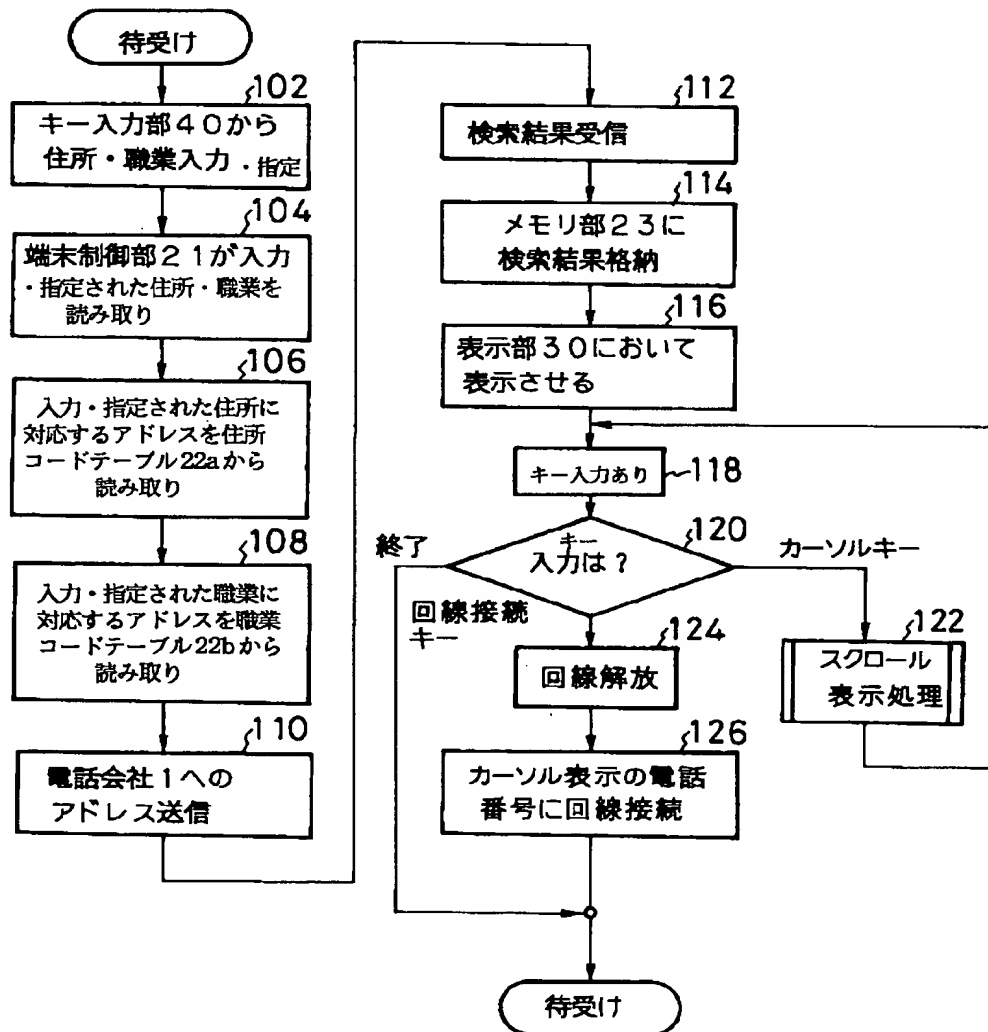 待受け
102
キー入力部40から
住所・職業入力・指定
104
端末制御部21が入力
・指定された住所・職業を
読み取り
106
入力・指定された住所に
対応するアドレスを住所
コードテーブル22aから
読み取り
108
入力・指定された職業に
対応するアドレスを職業
コードテーブル22bから
読み取り
110
電話会社1への
アドレス送信
112
検索結果受信
114
メモリ部23に
検索結果格納
116
表示部30において
表示させる
キー入力あり
118
キー
入力は?
120
終了
カーソルキー
回線接続
キー
122
スクロール
表示処理
124
回線解放
126
カーソル表示の電話
番号に回線接続
待受け